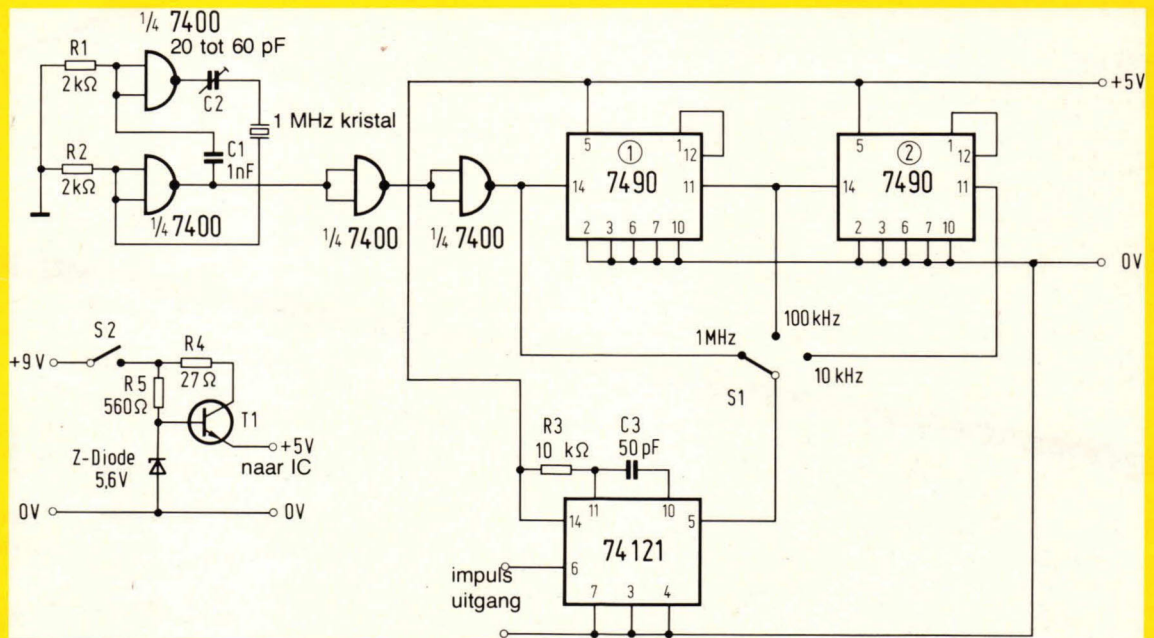 1/4 7400
20 tot 60 pF
R1
2kΩ
C2
1 MHz kristal
R2
2kΩ
C1
1nF
1/4 7400
1/4 7400
1/4 7400
+5V
5
1
12
①
7490
14
11
2 3 6 7 10
5
1
12
②
7490
14
11
2 3 6 7 10
0V
100kHz
1MHz
10 kHz
S1
S2
+9V
R4
27Ω
R5
560Ω
T1
+5V
naar IC
Z-Diode
5,6V
0V
0V
R3
10 kΩ
C3
50pF
11
10
14
5
74121
6
7 3 4
impuls
uitgang